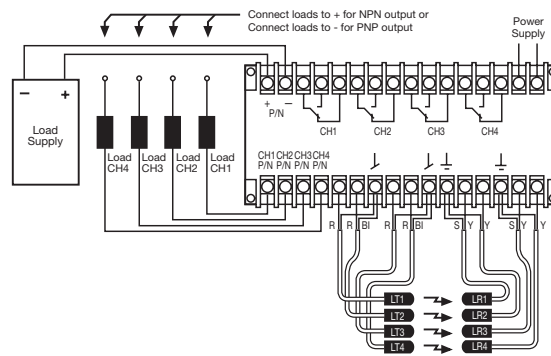 Connect loads to + for NPN output or
Connect loads to - for PNP output
Power
Supply
− +
Load
Supply
+ −
P/N
CH1 CH2 CH3 CH4
Load
CH4
Load
CH3
Load
CH2
Load
CH1
CH1 CH2 CH3 CH4
P/N P/N P/N P/N
R R BI R R BI S Y Y S Y Y
LT1 LR1
LT2 LR2
LT3 LR3
LT4 LR4